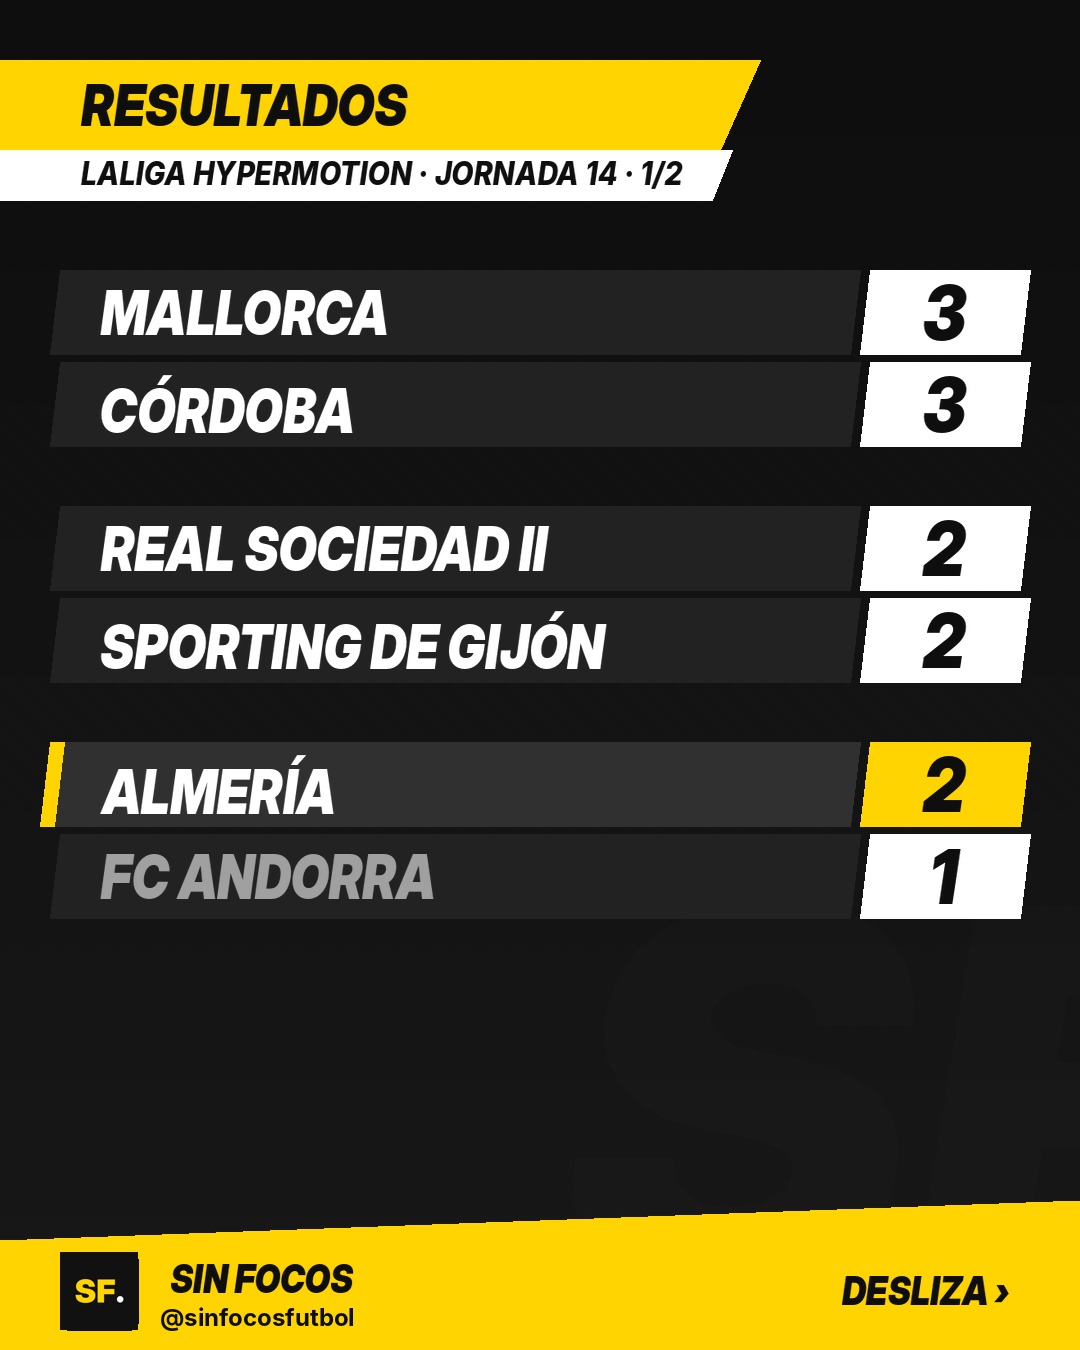 RESULTADOS
LALIGA HYPERMOTION · JORNADA 14 · 1/2
MALLORCA 3
CÓRDOBA 3
REAL SOCIEDAD II 2
SPORTING DE GIJÓN 2
ALMERÍA 2
FC ANDORRA 1
SF
SF.
SIN FOCOS
@sinfocosfutbol
DESLIZA ›